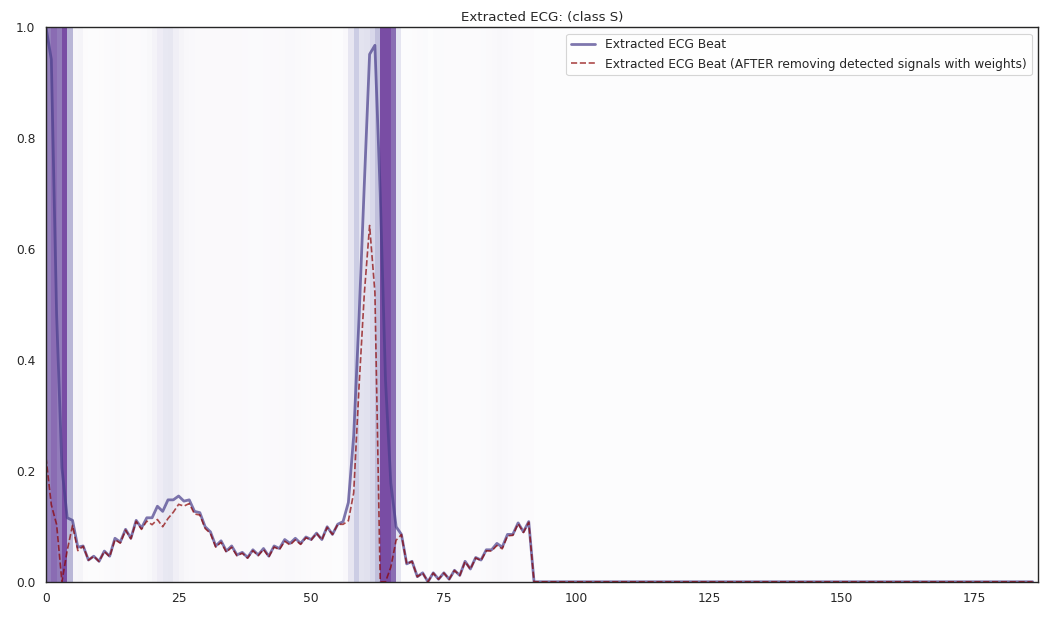 Extracted ECG: (class S)
Extracted ECG Beat
Extracted ECG Beat (AFTER removing detected signals with weights)
1.0
0.8
0.6
0.4
0.2
0.0
0 25 50 75 100 125 150 175